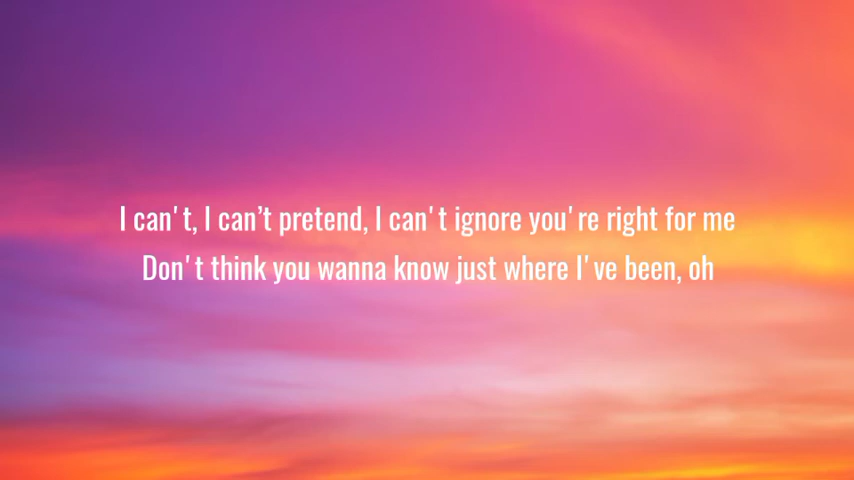 I can't, I can’t pretend, I can't ignore you're right for me
Don't think you wanna know just where I've been, oh